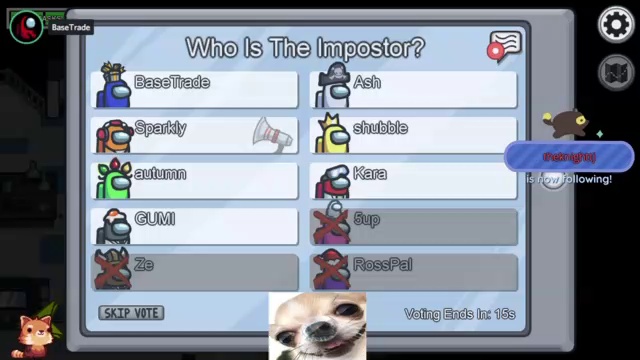 BaseTrade
Who Is The Impostor?
BaseTrade
Ash
Sparkly
shubble
autumn
Kara
GUMI
5up
Ze
RossPal
SKIP VOTE
Voting Ends In: 15s
is now following!